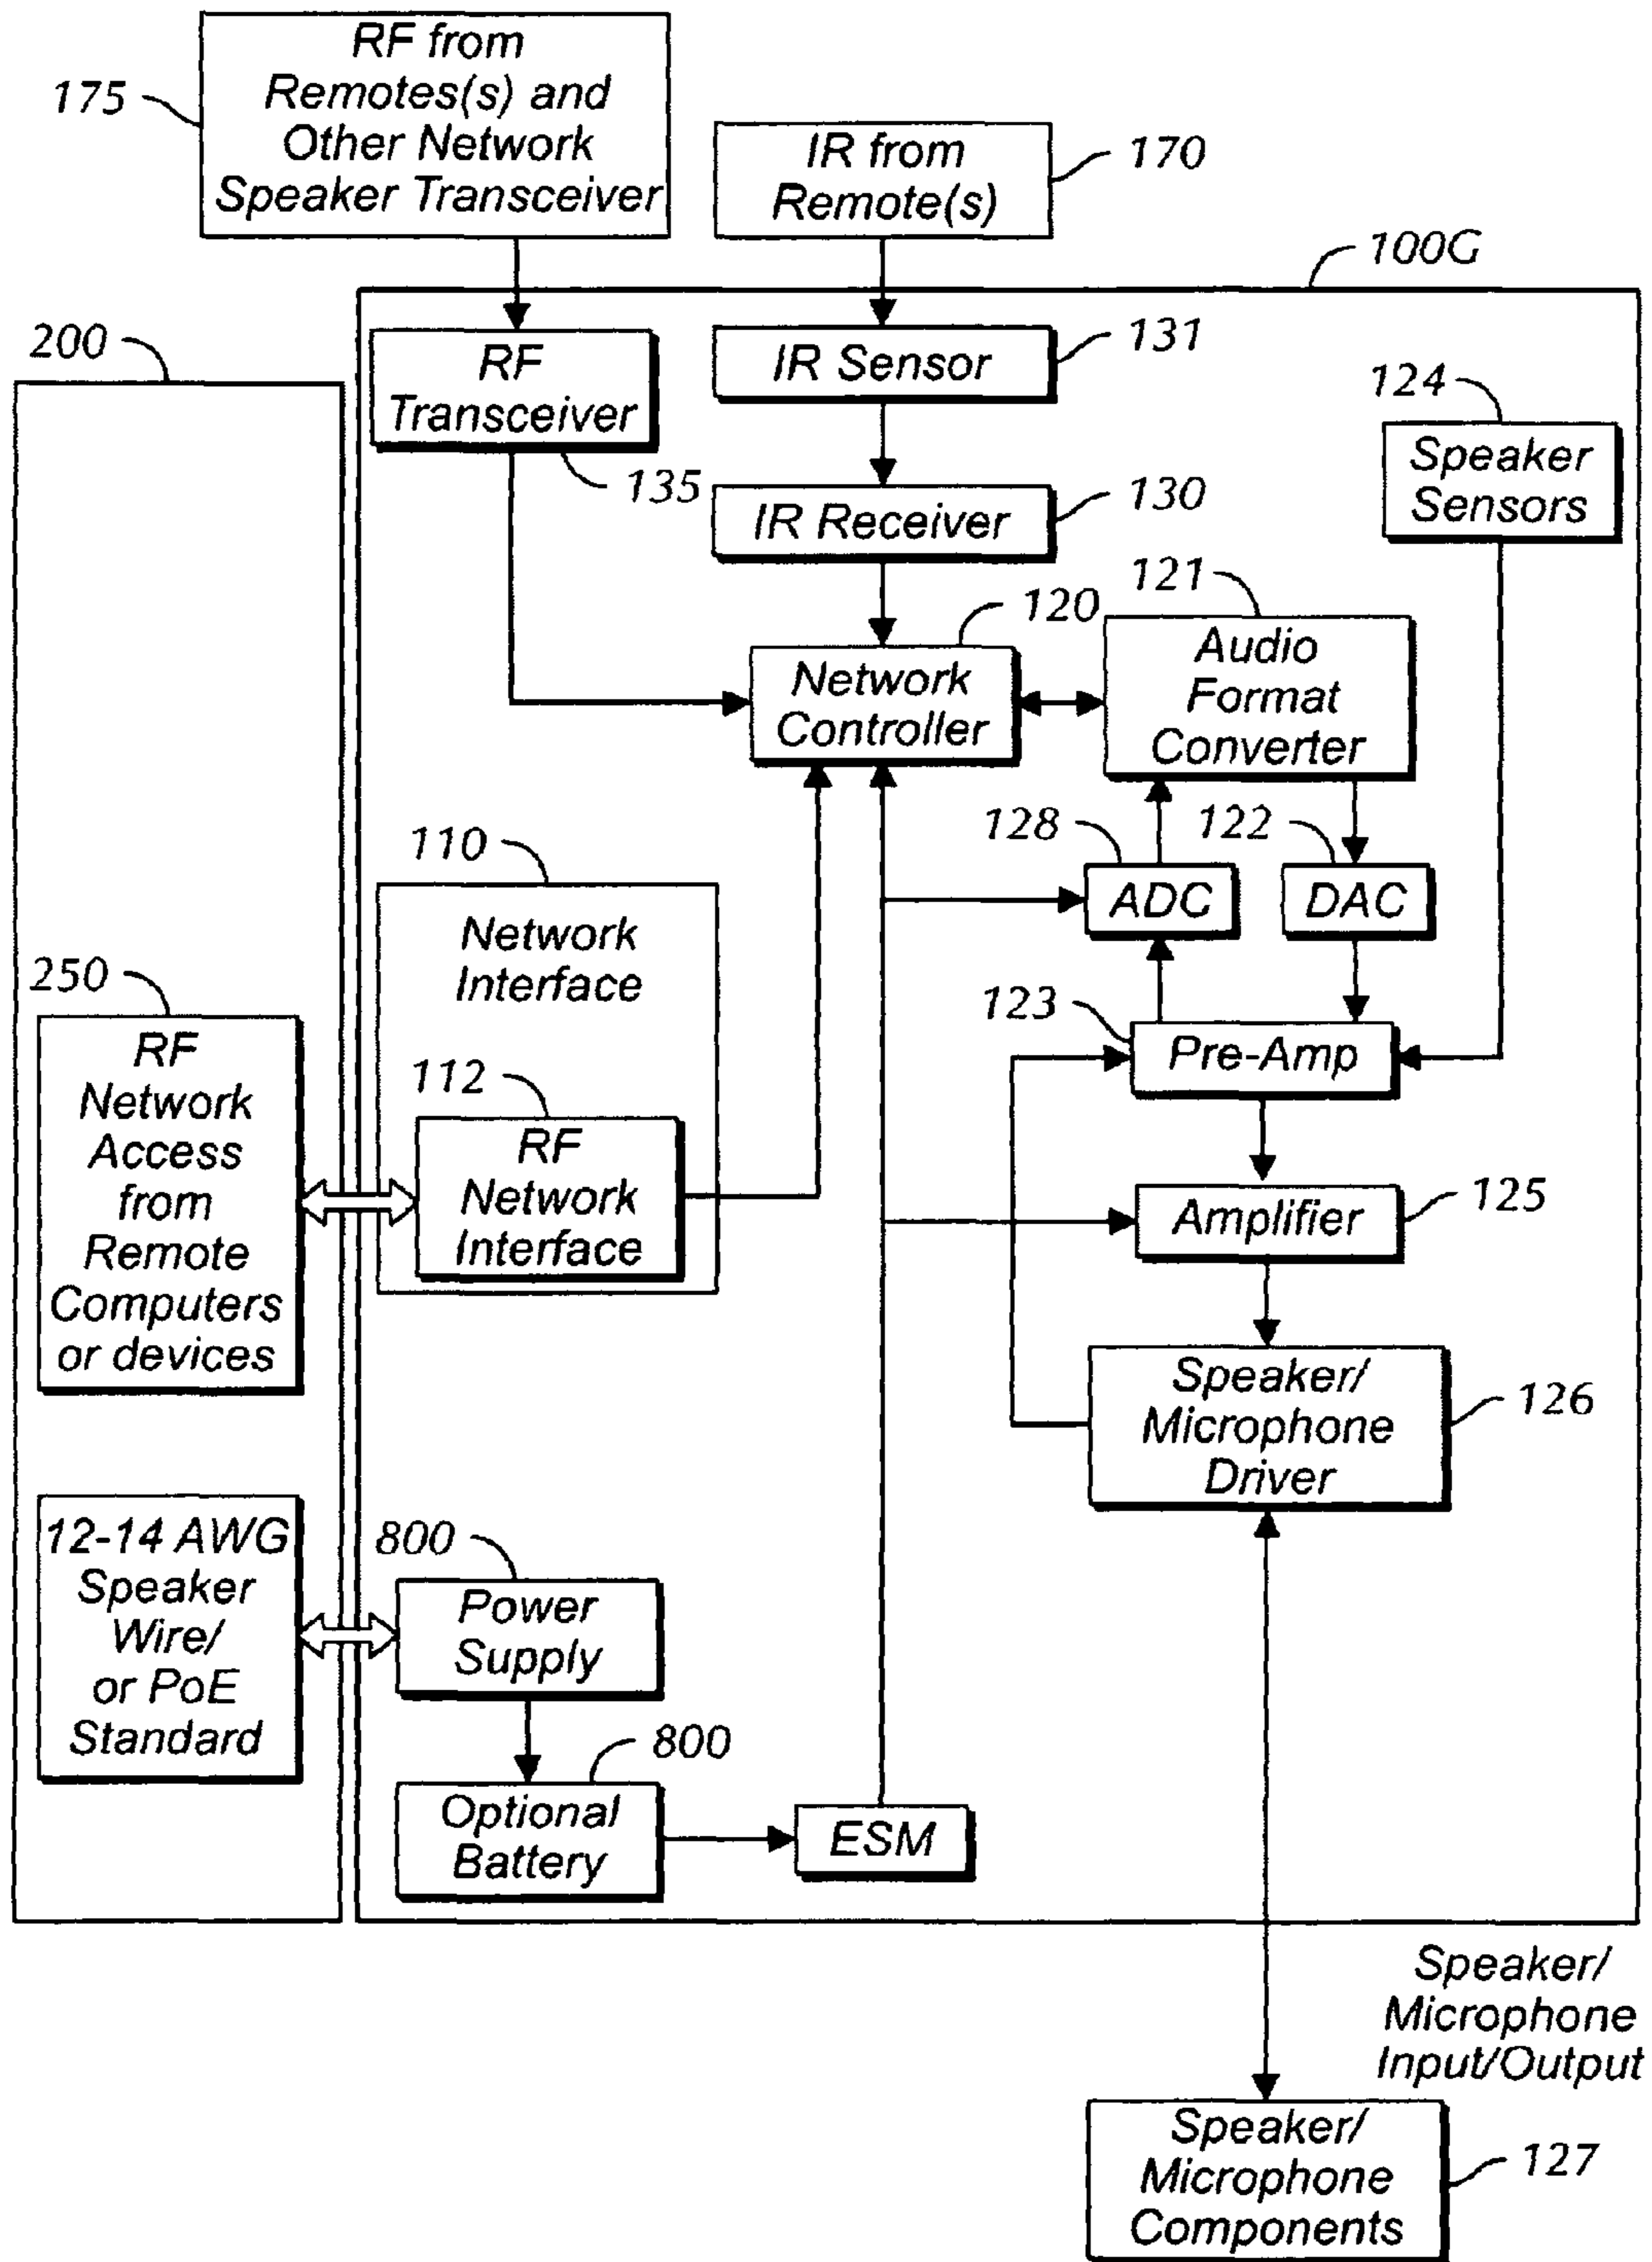 RF from
Remotes(s) and
Other Network
Speaker Transceiver
175
IR from
Remote(s)
170
100G
200
RF
Transceiver
135
IR Sensor
131
124
Speaker
Sensors
IR Receiver
130
121
120
Network
Controller
Audio
Format
Converter
110
128
122
ADC
DAC
Network
Interface
250
RF
Network
Access
from
Remote
Computers
or devices
123
Pre-Amp
112
RF
Network
Interface
Amplifier
125
Speaker/
Microphone
Driver
126
12-14 AWG
Speaker
Wire/
or PoE
Standard
800
Power
Supply
800
Optional
Battery
ESM
Speaker/
Microphone
Input/Output
Speaker/
Microphone
Components
127